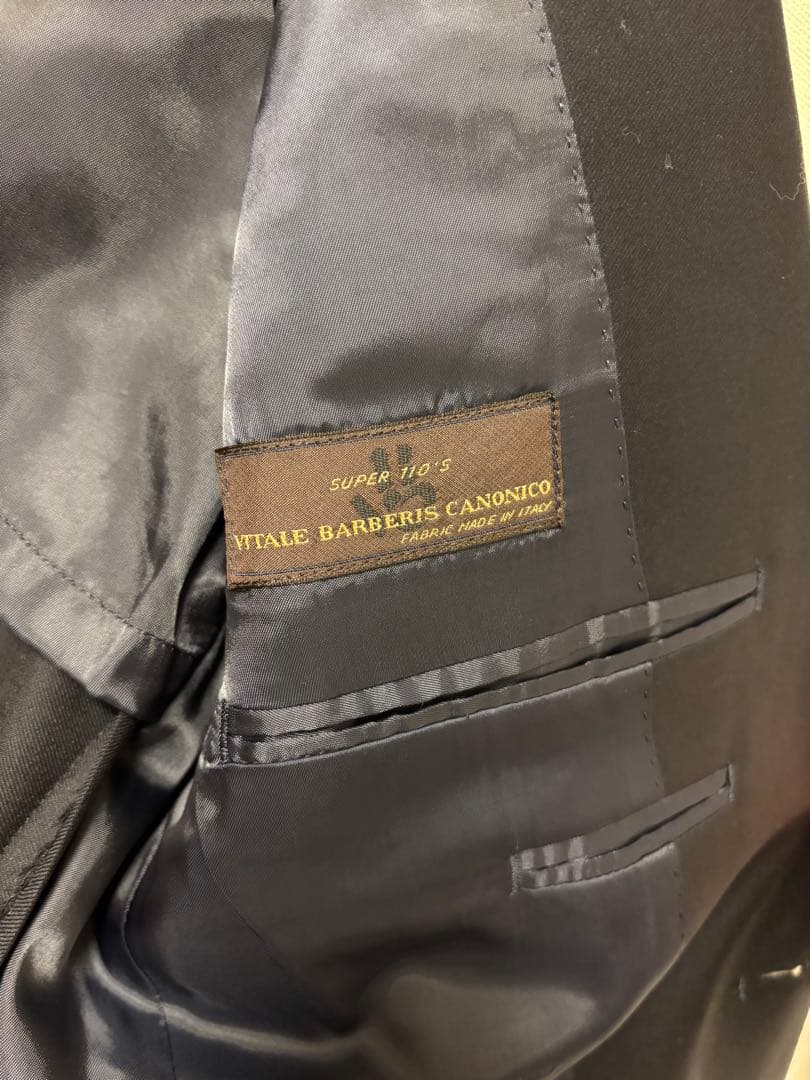 SUPER 110'S
VITALE BARBERIS CANONICO
FABRIC MADE IN ITALY